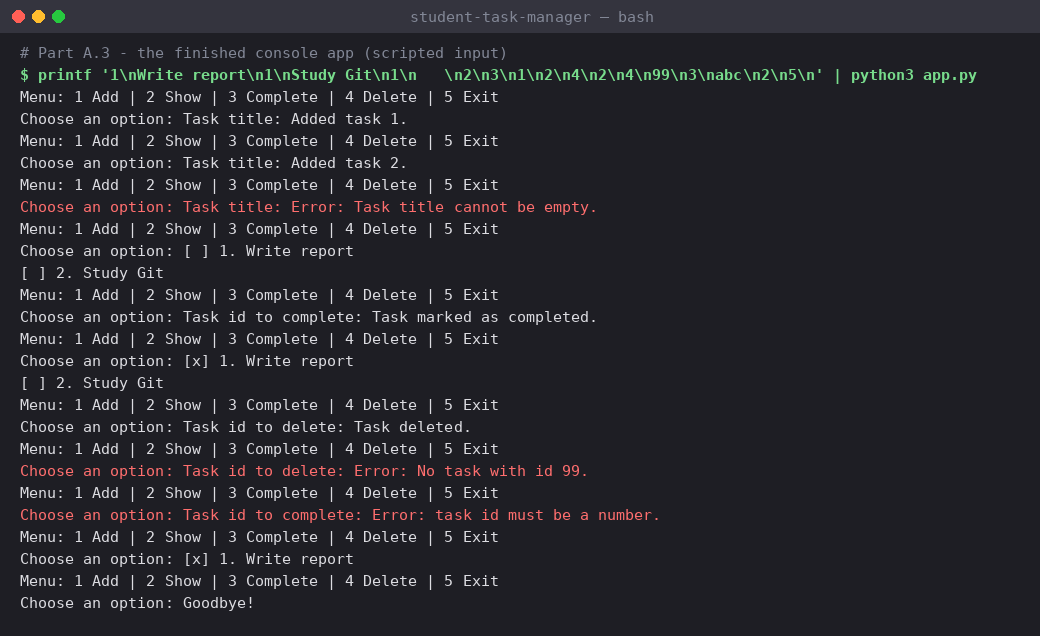 student-task-manager — bash
# Part A.3 - the finished console app (scripted input)
$ printf '1\nWrite report\n1\nStudy Git\n1\n   \n2\n3\n1\n2\n4\n2\n4\n99\n3\nabc\n2\n5\n' | python3 app.py
Menu: 1 Add | 2 Show | 3 Complete | 4 Delete | 5 Exit
Choose an option: Task title: Added task 1.
Menu: 1 Add | 2 Show | 3 Complete | 4 Delete | 5 Exit
Choose an option: Task title: Added task 2.
Menu: 1 Add | 2 Show | 3 Complete | 4 Delete | 5 Exit
Choose an option: Task title: Error: Task title cannot be empty.
Menu: 1 Add | 2 Show | 3 Complete | 4 Delete | 5 Exit
Choose an option: [ ] 1. Write report
[ ] 2. Study Git
Menu: 1 Add | 2 Show | 3 Complete | 4 Delete | 5 Exit
Choose an option: Task id to complete: Task marked as completed.
Menu: 1 Add | 2 Show | 3 Complete | 4 Delete | 5 Exit
Choose an option: [x] 1. Write report
[ ] 2. Study Git
Menu: 1 Add | 2 Show | 3 Complete | 4 Delete | 5 Exit
Choose an option: Task id to delete: Task deleted.
Menu: 1 Add | 2 Show | 3 Complete | 4 Delete | 5 Exit
Choose an option: Task id to delete: Error: No task with id 99.
Menu: 1 Add | 2 Show | 3 Complete | 4 Delete | 5 Exit
Choose an option: Task id to complete: Error: task id must be a number.
Menu: 1 Add | 2 Show | 3 Complete | 4 Delete | 5 Exit
Choose an option: [x] 1. Write report
Menu: 1 Add | 2 Show | 3 Complete | 4 Delete | 5 Exit
Choose an option: Goodbye!